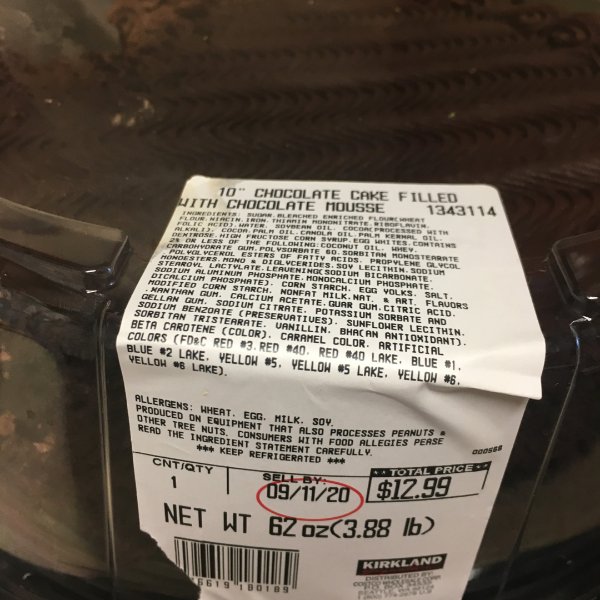 10" CHOCOLATE CAKE FILLED
WITH CHOCOLATE MOUSSE
1343114
INGREDIENTS: SUGAR, BLEACHED ENRICHED FLOUR(WHEAT
FLOUR, NIACIN, IRON, THIAMIN MONONITRATE, RIBOFLAVIN,
FOLIC ACID), WATER, SOYBEAN OIL, COCOA(PROCESSED WITH
ALKALI), COCOA, PALM OIL, CANOLA OIL, PALM KERNAL OIL,
DEXTROSE, HIGH FRUCTOSE CORN SYRUP, EGG WHITES, CONTAINS
2% OR LESS OF THE FOLLOWING: COCONUT OIL, WHEY,
CARBOHYDRATE GUM, POLYSORBATE 60, SORBITAN MONOSTEARATE
POLYGLYCEROL ESTERS OF FATTY ACIDS, PROPYLENE GLYCOL
MONOESTERS, MONO & DIGLYCERIDES, SOY LECITHIN, SODIUM
STEAROYL LACTYLATE, LEAVENING(SODIUM BICARBONATE,
SODIUM ALUMINUM PHOSPHATE, MONOCALCIUM PHOSPHATE,
DICALCIUM PHOSPHATE), CORN STARCH, EGG YOLKS, SALT,
MODIFIED CORN STARCH, NONFAT MILK, NAT. & ART. FLAVORS
, XANTHAN GUM, CALCIUM ACETATE, GUAR GUM, CITRIC ACID,
GELLAN GUM, SODIUM CITRATE, POTASSIUM SORBATE AND
SODIUM BENZOATE (PRESERVATIVES), SUNFLOWER LECITHIN,
SORBITAN TRISTEARATE, VANILLIN, BHA(AN ANTIOXIDANT),
BETA CAROTENE (COLOR), CARAMEL COLOR, ARTIFICIAL
COLORS (FD&C RED #3, RED #40, RED #40 LAKE, BLUE #1,
BLUE #2 LAKE, YELLOW #5, YELLOW #5 LAKE, YELLOW #6,
YELLOW #6 LAKE).
ALLERGENS: WHEAT, EGG, MILK, SOY.
PRODUCED ON EQUIPMENT THAT ALSO PROCESSES PEANUTS &
OTHER TREE NUTS. CONSUMERS WITH FOOD ALLEGIES PEASE
READ THE INGREDIENT STATEMENT CAREFULLY.
*** KEEP REFRIGERATED ***
CNT/QTY
1
SELL BY:
09/11/20
** TOTAL PRICE **
$12.99
NET WT 62 oz(3.88 lb)
KIRKLAND
DISTRIBUTED BY